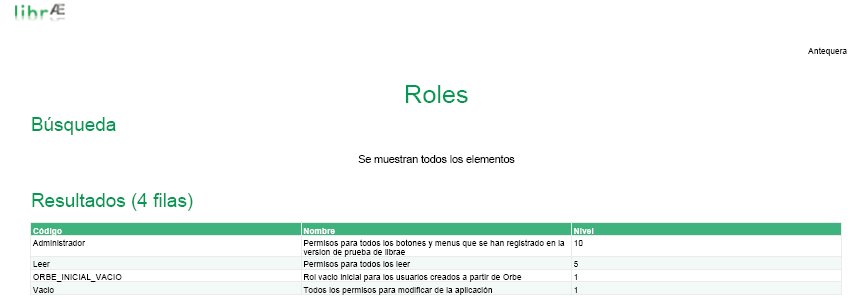 librÆ
Antequera
Roles
Búsqueda
Se muestran todos los elementos
Resultados (4 filas)
Código Nombre Nivel
Administrador Permisos para todos los botones y menus que se han registrado en la 10
version de prueba de librae
Leer Permisos para todos los leer 5
ORBE_INICIAL_VACIO Rol vacio inicial para los usuarios creados a partir de Orbe 1
Vacio Todos los permisos para modificar de la aplicación 1